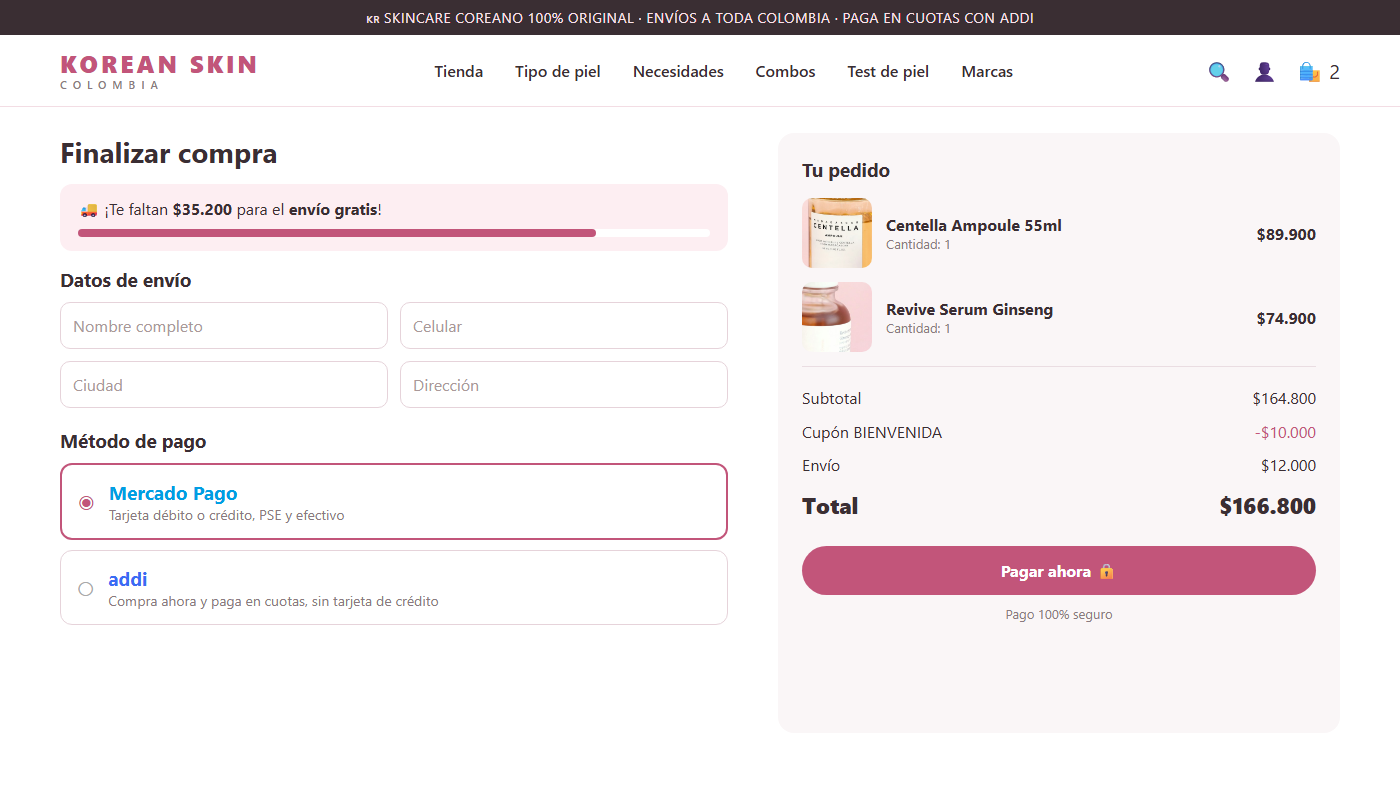 KR SKINCARE COREANO 100% ORIGINAL · ENVÍOS A TODA COLOMBIA · PAGA EN CUOTAS CON ADDI
KOREAN SKIN
COLOMBIA
Tienda
Tipo de piel
Necesidades
Combos
Test de piel
Marcas
2
Finalizar compra
¡Te faltan $35.200 para el envío gratis!
Datos de envío
Nombre completo
Celular
Ciudad
Dirección
Método de pago
Mercado Pago
Tarjeta débito o crédito, PSE y efectivo
addi
Compra ahora y paga en cuotas, sin tarjeta de crédito
Tu pedido
CENTELLA
Centella Ampoule 55ml
Cantidad: 1
$89.900
Revive Serum Ginseng
Cantidad: 1
$74.900
Subtotal
$164.800
Cupón BIENVENIDA
-$10.000
Envío
$12.000
Total
$166.800
Pagar ahora
Pago 100% seguro